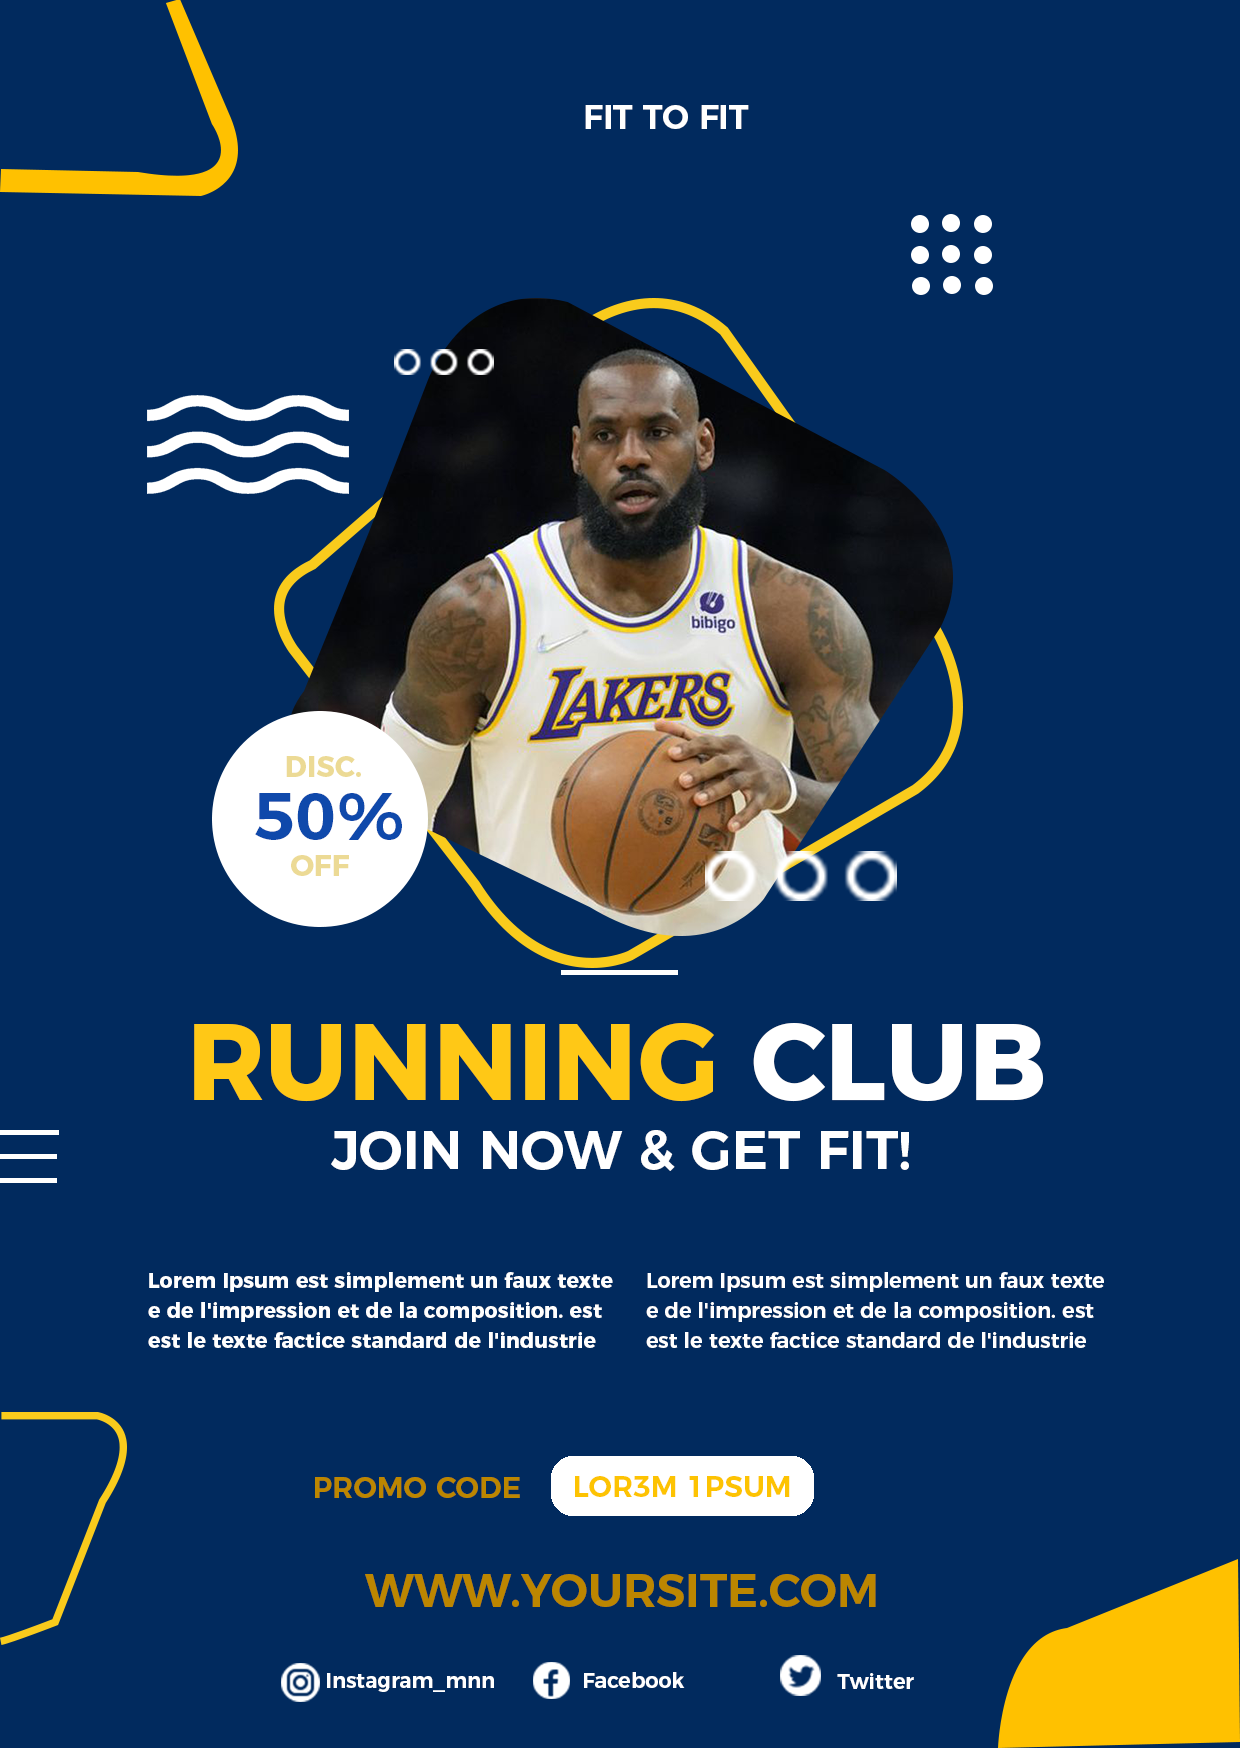 FIT TO FIT
bibigo
LAKERS
DISC.
50%
OFF
RUNNING CLUB
JOIN NOW & GET FIT!
Lorem Ipsum est simplement un faux texte
e de l'impression et de la composition. est
est le texte factice standard de l'industrie
Lorem Ipsum est simplement un faux texte
e de l'impression et de la composition. est
est le texte factice standard de l'industrie
PROMO CODE LOR3M 1PSUM
WWW.YOURSITE.COM
Instagram_mnn Facebook Twitter